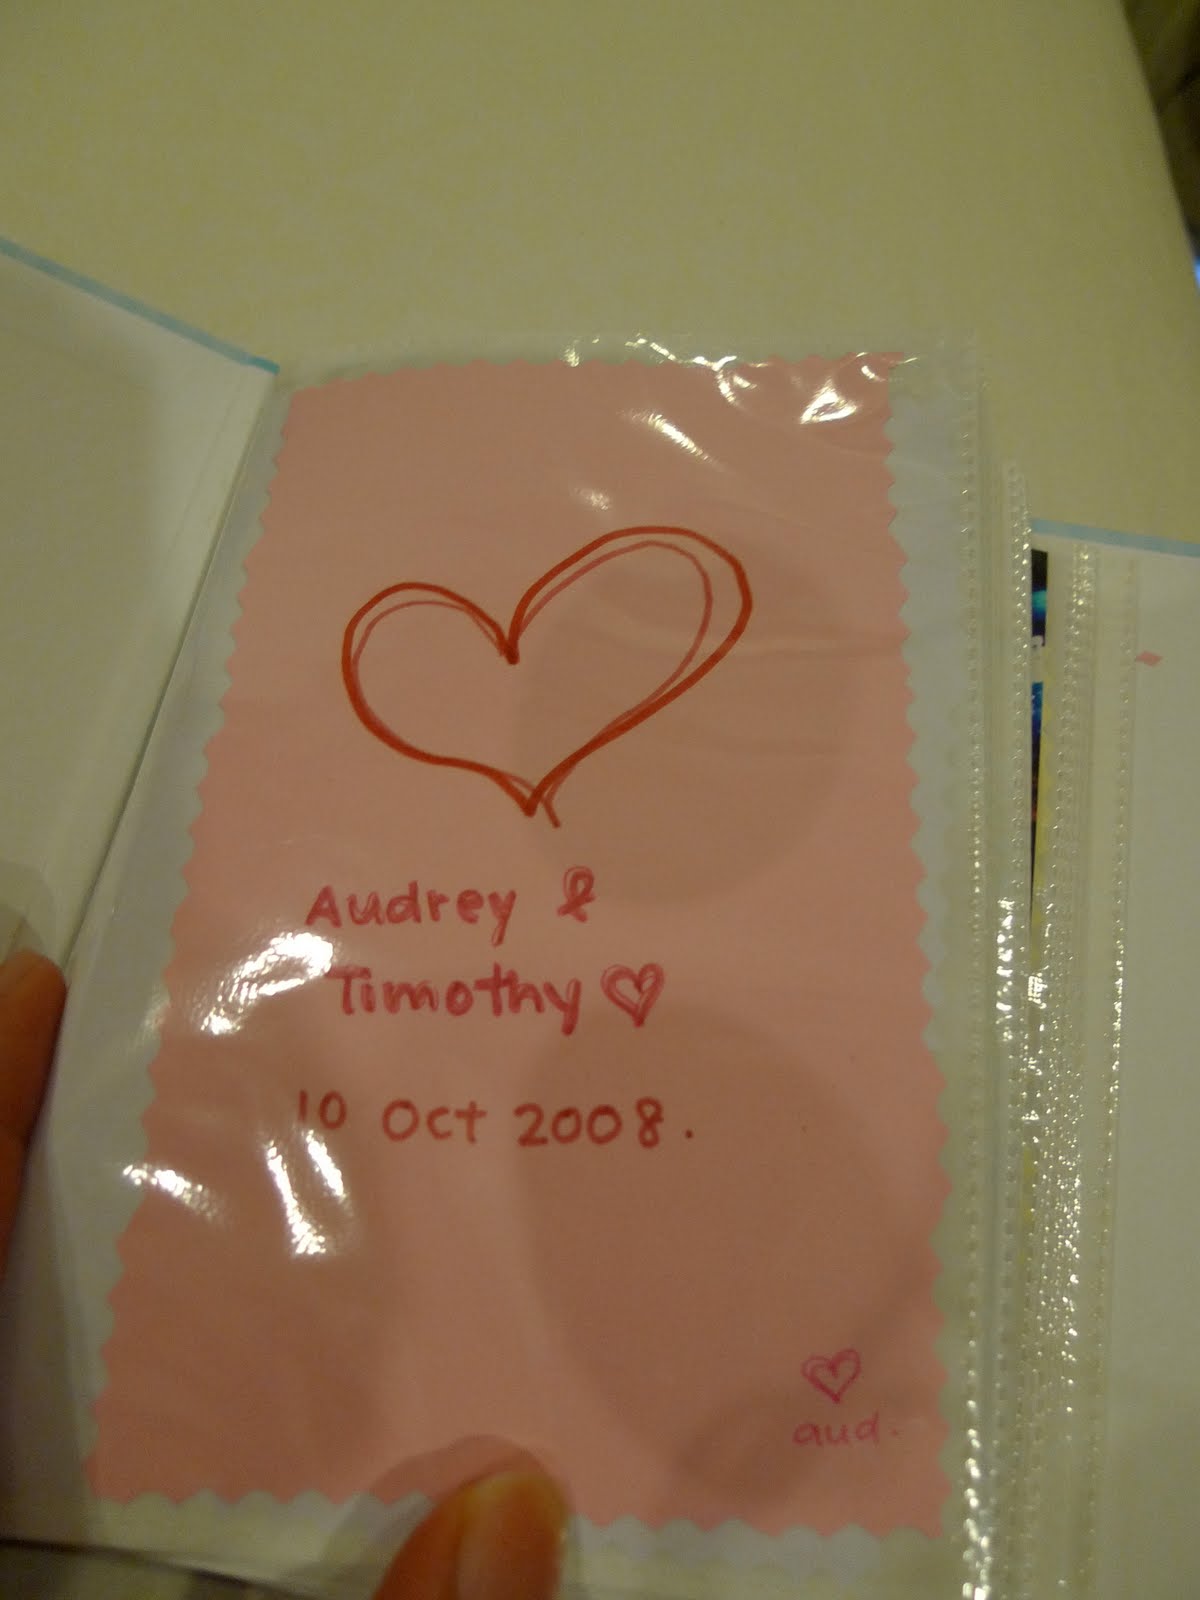 Audrey &
Timothy ♡
10 Oct 2008.
aud.